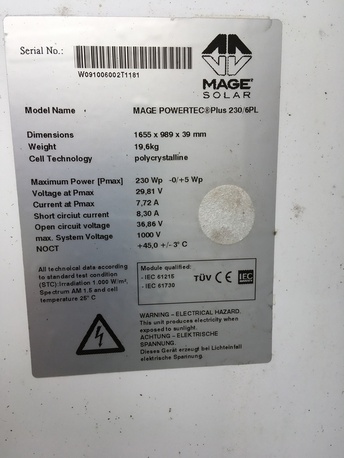 Serial No.:
W091006002T1181
MAGE®
SOLAR
Model Name MAGE POWERTEC®Plus 230/6PL
Dimensions 1655 x 989 x 39 mm
Weight 19,6kg
Cell Technology polycrystalline
Maximum Power [Pmax] 230 Wp -0/+5 Wp
Voltage at Pmax 29,81 V
Current at Pmax 7,72 A
Short circiut current 8,30 A
Open circuit voltage 36,86 V
max. System Voltage 1000 V
NOCT +45,0 +/- 3° C
All technical data according
to standard test condition
(STC):Irradiation 1.000 W/m²,
Spectrum AM 1.5 and cell
temperature 25° C
Module qualified:
- IEC 61215
- IEC 61730
TÜV CE IEC
WARNING – ELECTRICAL HAZARD.
This unit produces electricity when
exposed to sunlight.
ACHTUNG – ELEKTRISCHE
SPANNUNG.
Dieses Gerät erzeugt bei Lichteinfall
elektrische Spannung.